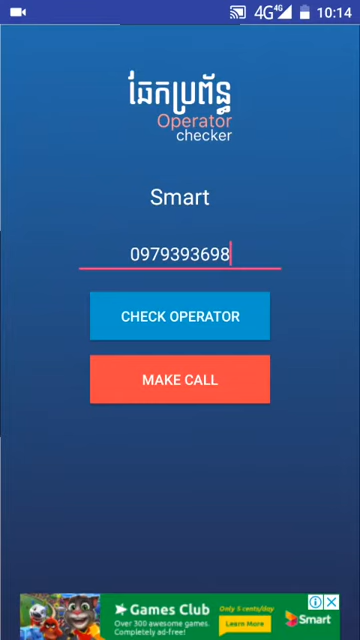 4G 4G 10:14
ឆែកប្រព័ន្ធ
Operator
checker
Smart
0979393698
CHECK OPERATOR
MAKE CALL
Games Club
Over 300 awesome games.
Completely ad-free!
Only 5 cents/day
Learn More
Smart